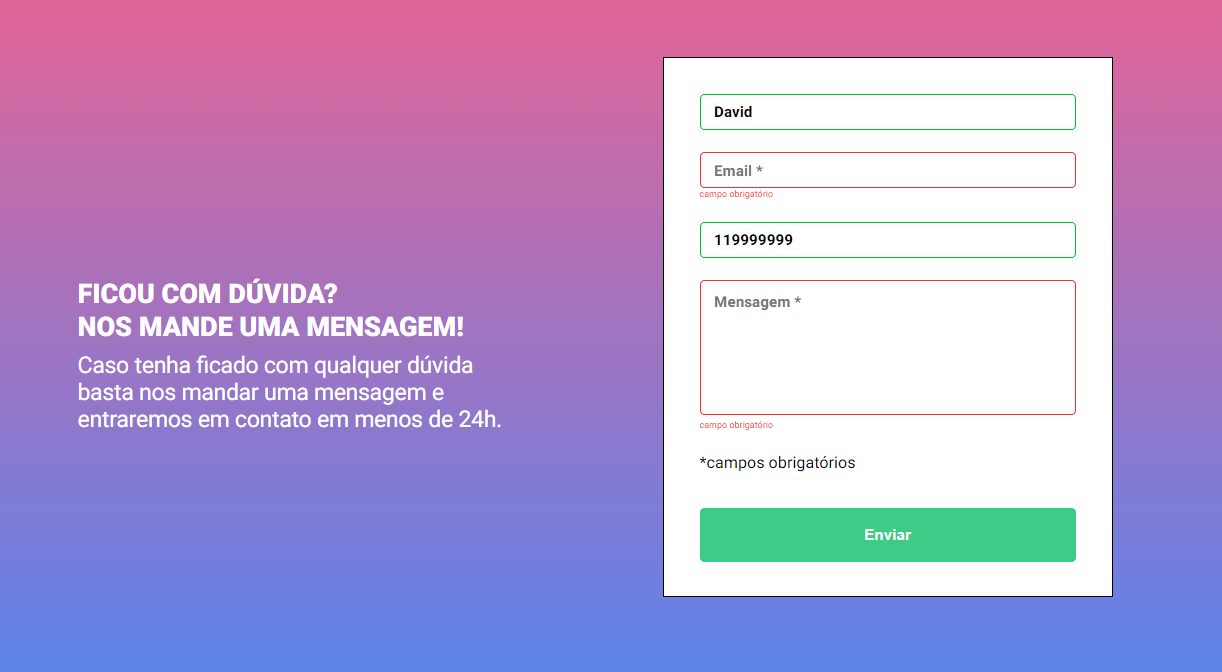 FICOU COM DÚVIDA?
NOS MANDE UMA MENSAGEM!
Caso tenha ficado com qualquer dúvida
basta nos mandar uma mensagem e
entraremos em contato em menos de 24h.
David
Email *
campo obrigatório
119999999
Mensagem *
campo obrigatório
*campos obrigatórios
Enviar